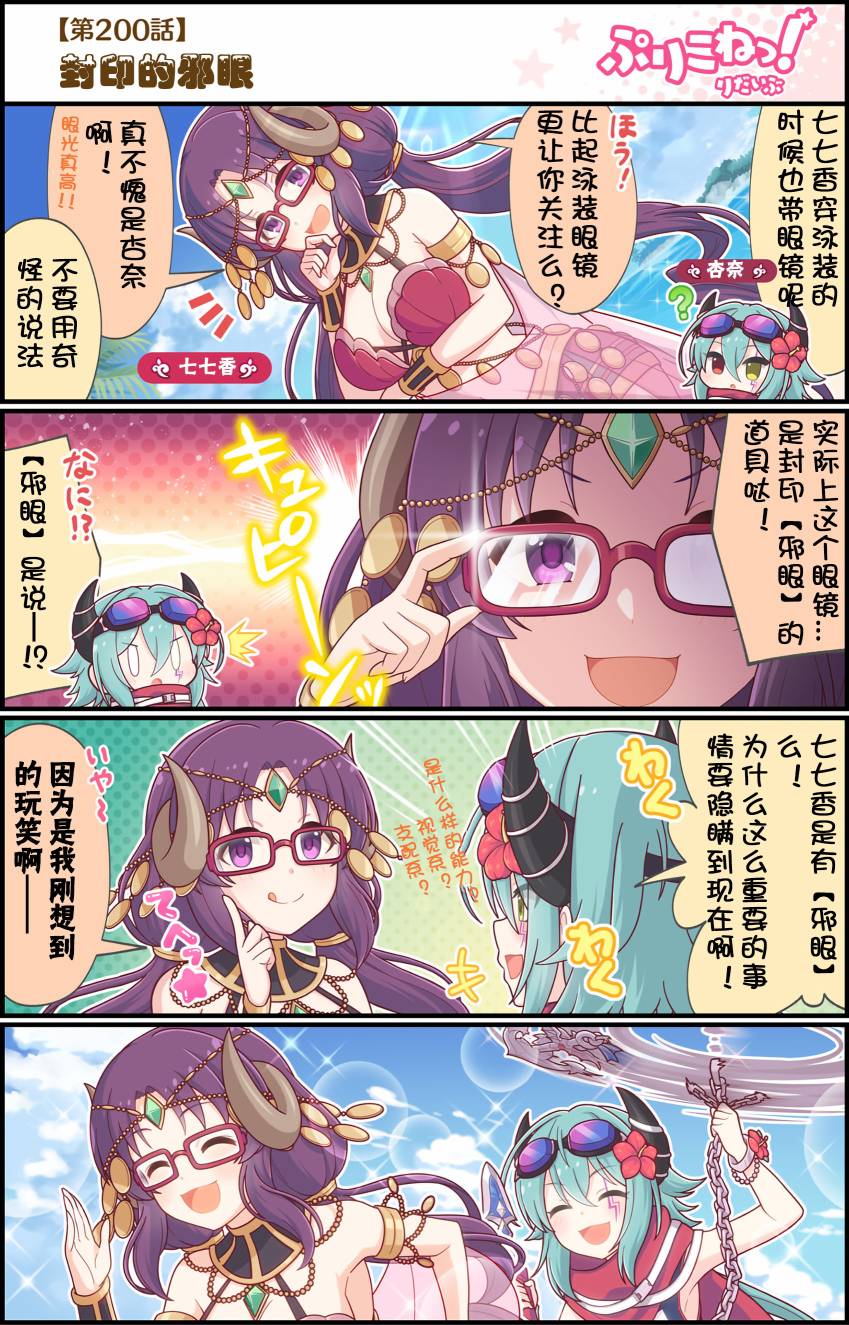 【第200話】
封印的邪眼
ぷりこねっ!
りだいぶ
七七香穿泳装的
时候也带眼镜呢
杏奈
ほう!
比起泳装眼镜
更让你关注么?
真不愧是杏奈
啊!
眼光真高!!
七七香
不要用奇
怪的说法
实际上这个眼镜…
是封印【邪眼】的
道具哒!
キュピーンッ
なに!?
【邪眼】是说—!?
七七香是有【邪眼】
么!
为什么这么重要的事
情要隐瞒到现在啊!
わく
わく
是什么样的能力?
视觉系?
支配系?
いや〜
てへっ
因为是我刚想到
的玩笑啊——